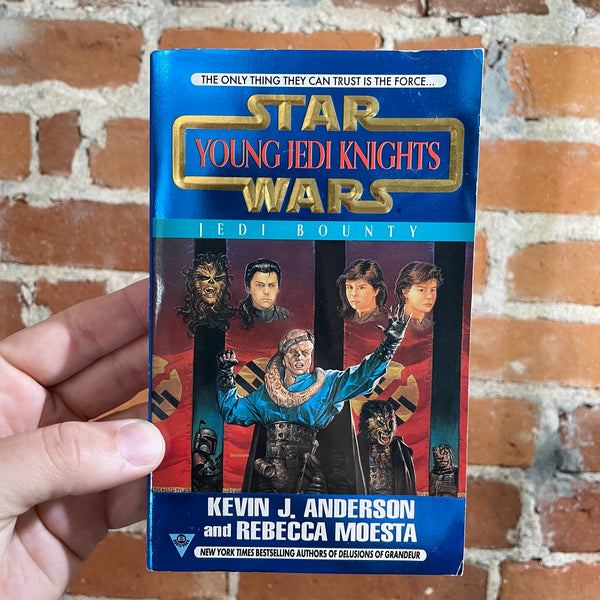 THE ONLY THING THEY CAN TRUST IS THE FORCE...
STAR
YOUNG JEDI KNIGHTS
WARS
JEDI BOUNTY
KEVIN J. ANDERSON
and REBECCA MOESTA
NEW YORK TIMES BESTSELLING AUTHORS OF DELUSIONS OF GRANDEUR